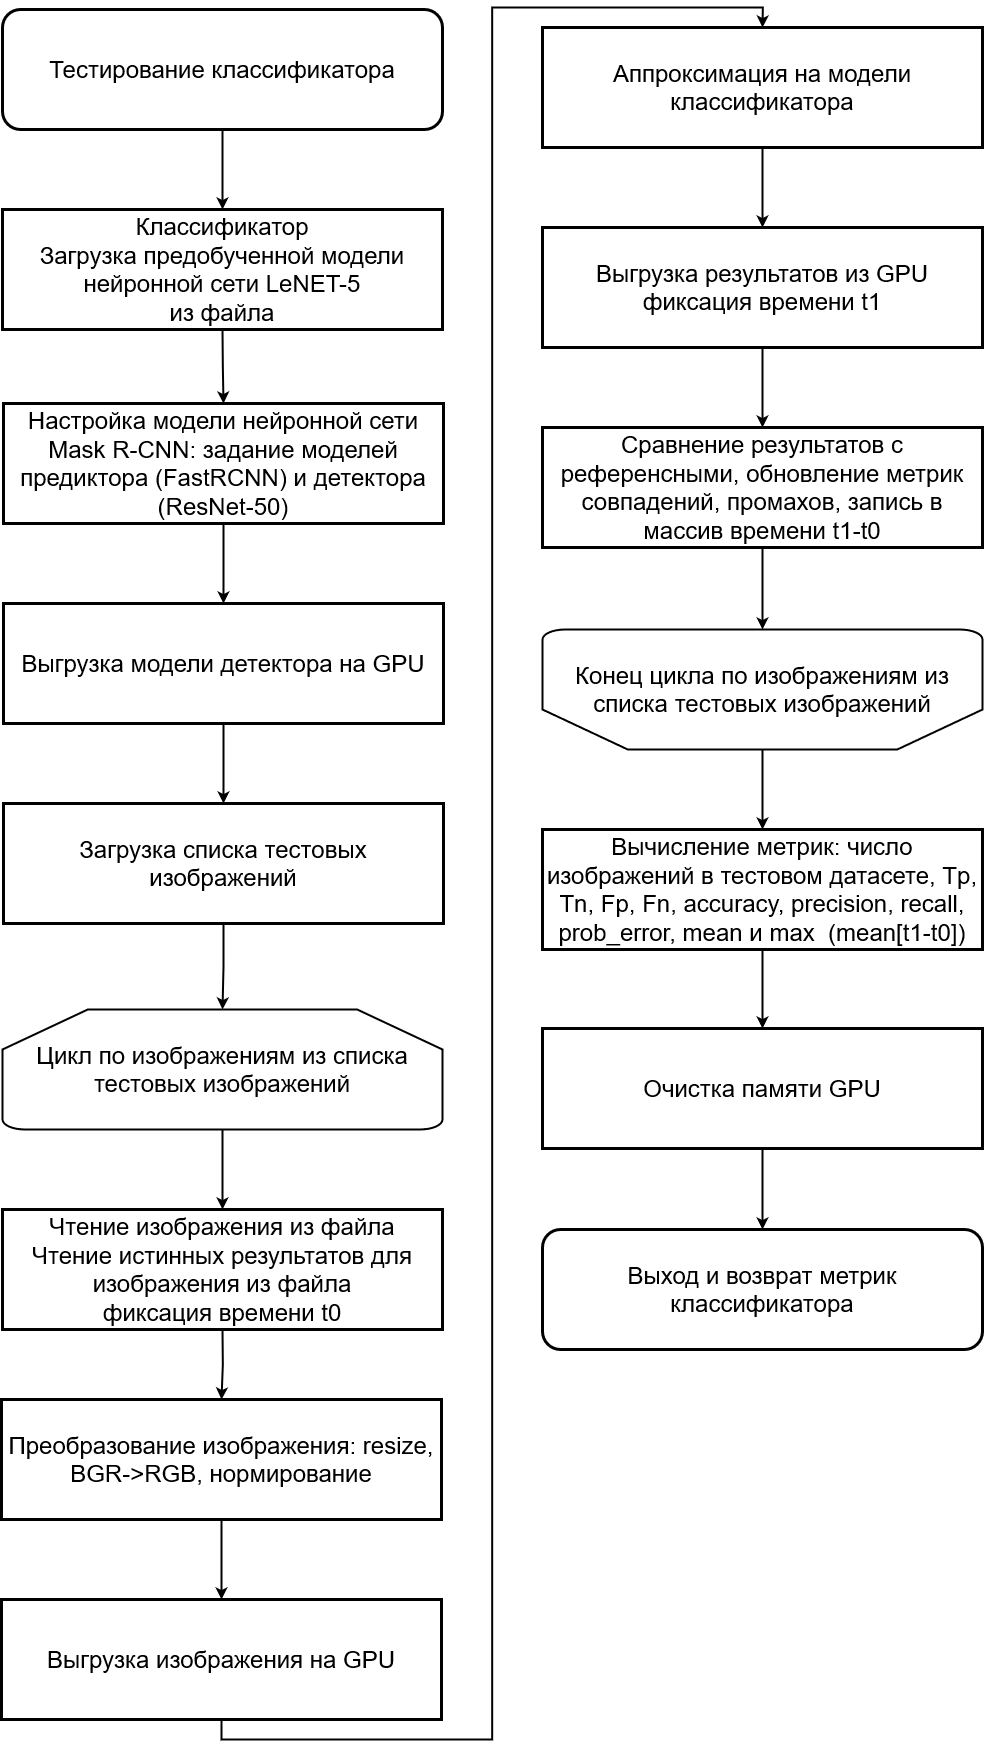 Тестирование классификатора
Классификатор
Загрузка предобученной модели
нейронной сети LeNET-5
из файла
Настройка модели нейронной сети
Mask R-CNN: задание моделей
предиктора (FastRCNN) и детектора
(ResNet-50)
Выгрузка модели детектора на GPU
Загрузка списка тестовых
изображений
Цикл по изображениям из списка
тестовых изображений
Чтение изображения из файла
Чтение истинных результатов для
изображения из файла
фиксация времени t0
Преобразование изображения: resize,
BGR->RGB, нормирование
Выгрузка изображения на GPU
Аппроксимация на модели
классификатора
Выгрузка результатов из GPU
фиксация времени t1
Сравнение результатов с
референсными, обновление метрик
совпадений, промахов, запись в
массив времени t1-t0
Конец цикла по изображениям из
списка тестовых изображений
Вычисление метрик: число
изображений в тестовом датасете, Tp,
Tn, Fp, Fn, accuracy, precision, recall,
prob_error, mean и max  (mean[t1-t0])
Очистка памяти GPU
Выход и возврат метрик
классификатора